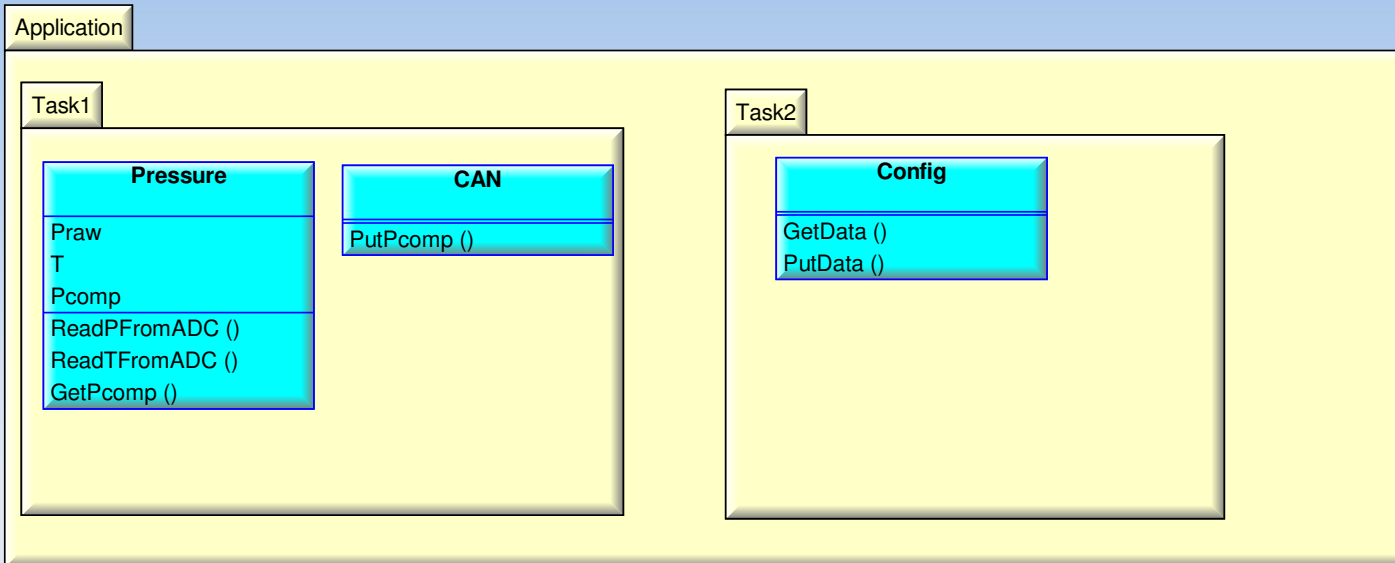 Application
Task1
Pressure
Praw
T
Pcomp
ReadPFromADC ()
ReadTFromADC ()
GetPcomp ()
CAN
PutPcomp ()
Task2
Config
GetData ()
PutData ()